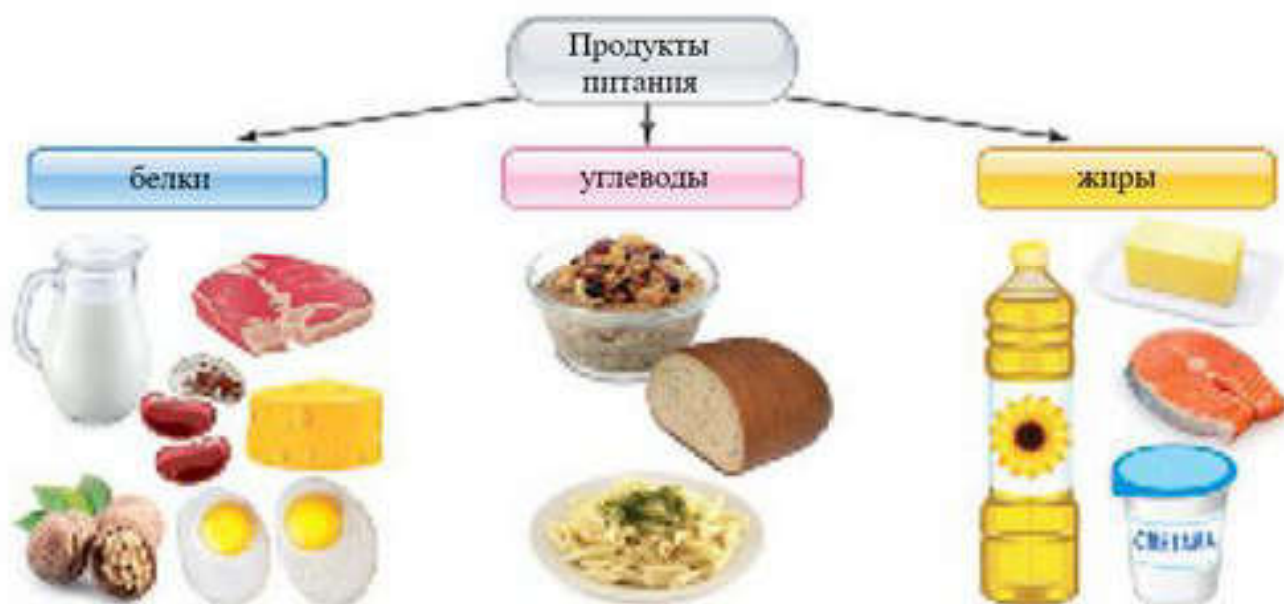 Продукты
питания
белки
углеводы
жиры